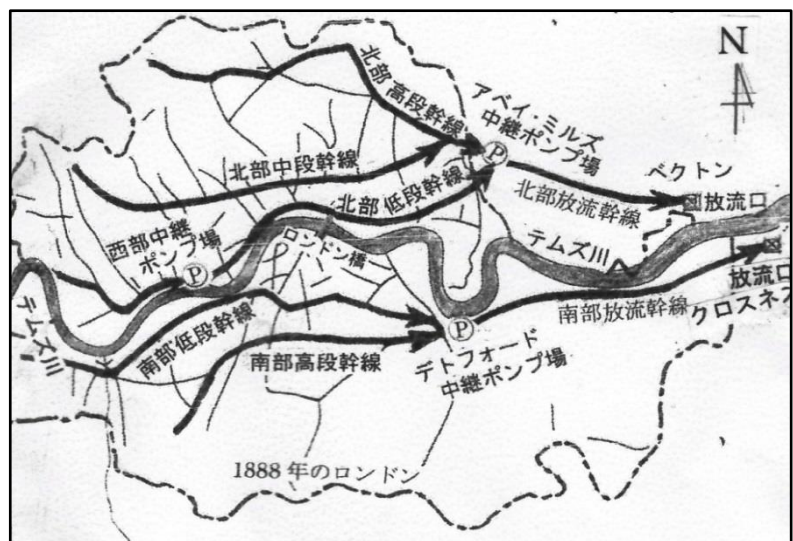 N
北部高段幹線
アベイ・ミルズ
中継ポンプ場
P
北部中段幹線
北部低段幹線
ベクトン
放流口
北部放流幹線
西部中継
ポンプ場
P
ロンドン橋
テムズ川
テムズ川
放流口
クロスネス
南部放流幹線
P
南部低段幹線
南部高段幹線
デトフォード
中継ポンプ場
1888年のロンドン